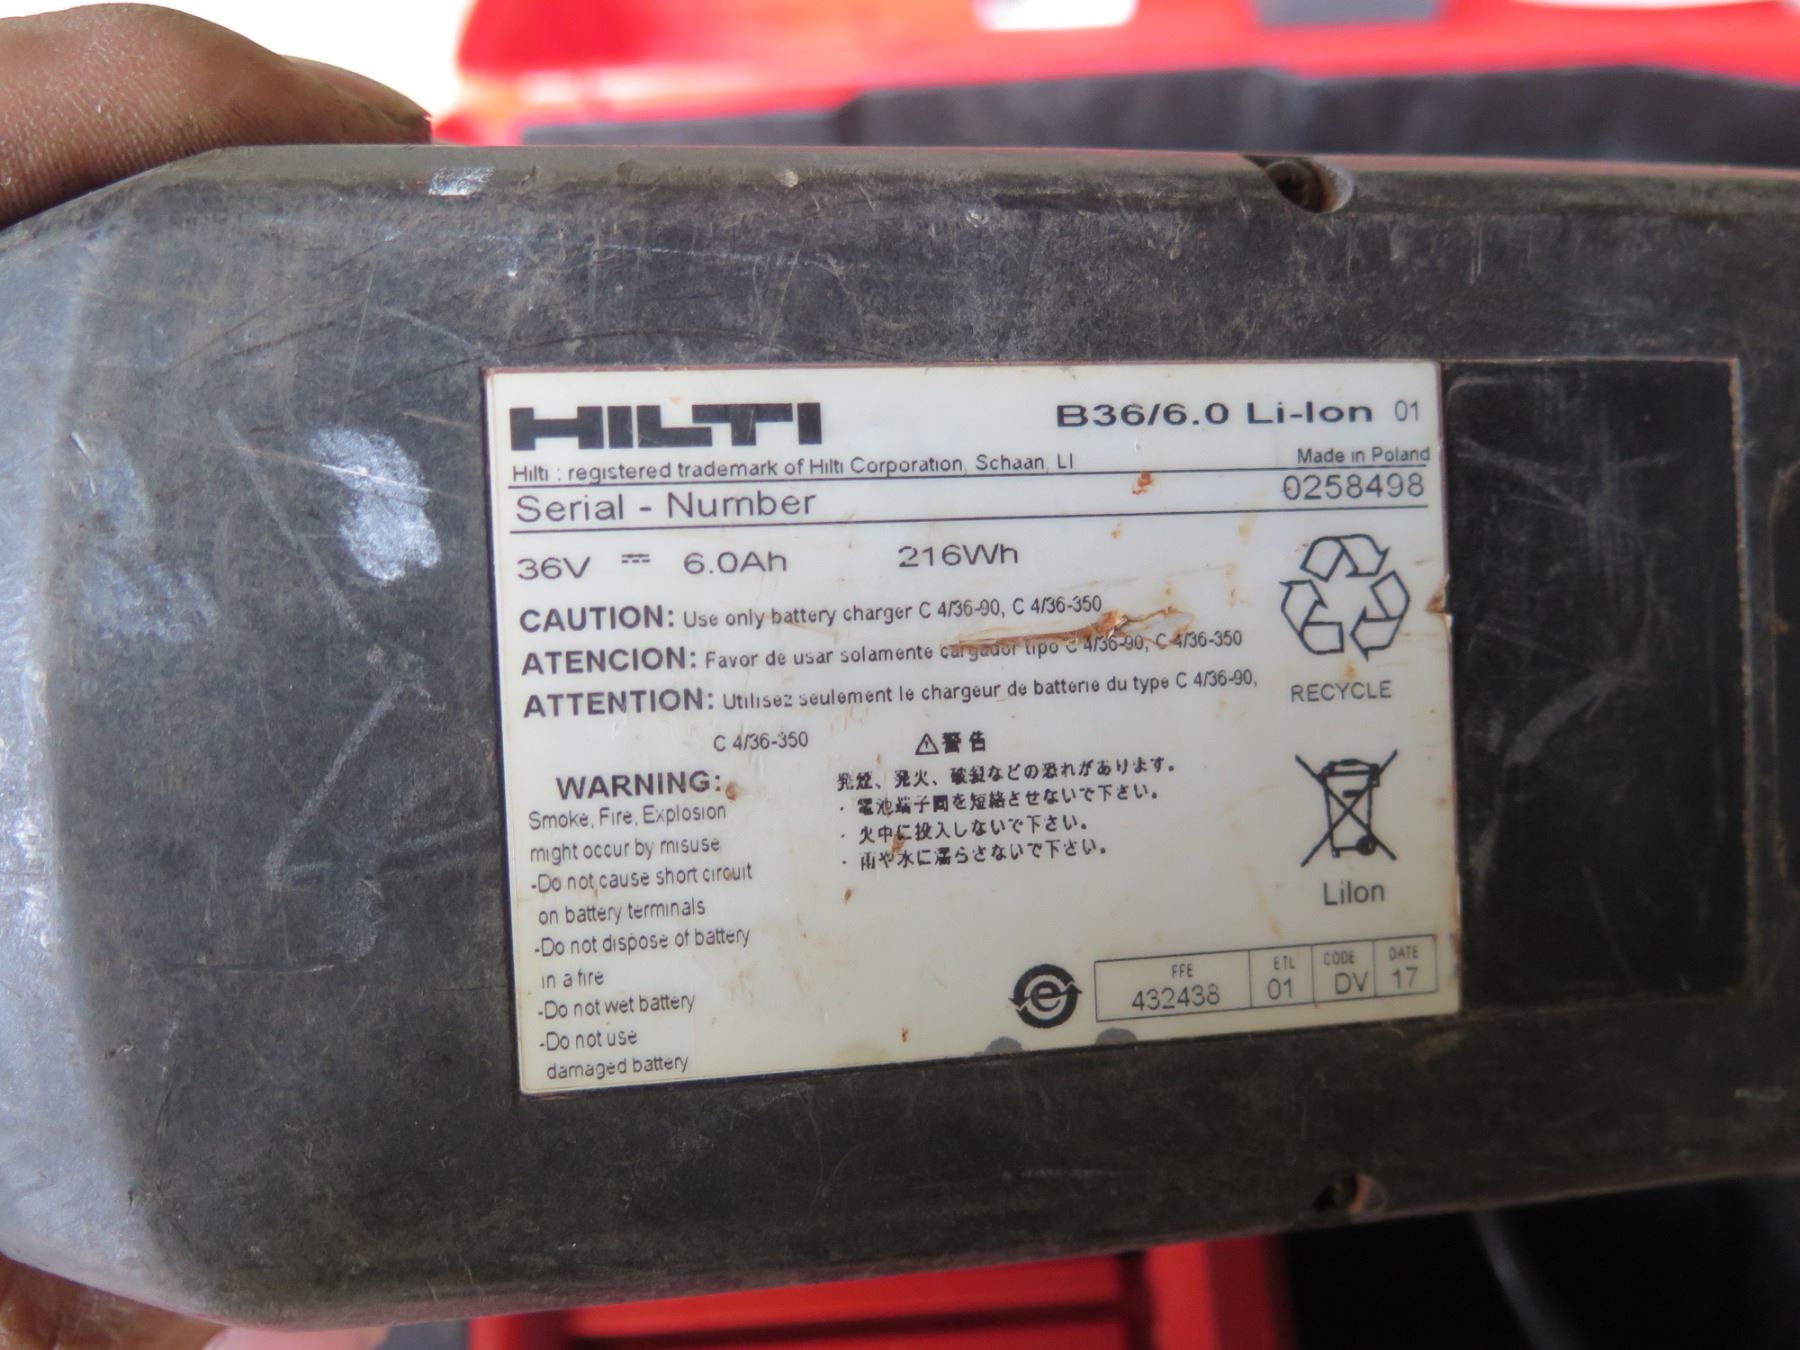 HILTI
B36/6.0 Li-Ion 01
Hilti : registered trademark of Hilti Corporation, Schaan, LI
Made in Poland
Serial - Number
0258498
36V ⎓ 6.0Ah 216Wh
CAUTION: Use only battery charger C 4/36-90, C 4/36-350
ATENCION: Favor de usar solamente cargador tipo C 4/36-90, C 4/36-350
ATTENTION: Utilisez seulement le chargeur de batterie du type C 4/36-90,
C 4/36-350
RECYCLE
WARNING:
Smoke, Fire, Explosion
might occur by misuse
-Do not cause short circuit
on battery terminals
-Do not dispose of battery
in a fire
-Do not wet battery
-Do not use
damaged battery
⚠警告
発煙、発火、破裂などの恐れがあります。
・電池端子間を短絡させないで下さい。
・火中に投入しないで下さい。
・雨や水に濡らさないで下さい。
LiIon
e
FFE ETL CODE DATE
432438 01 DV 17